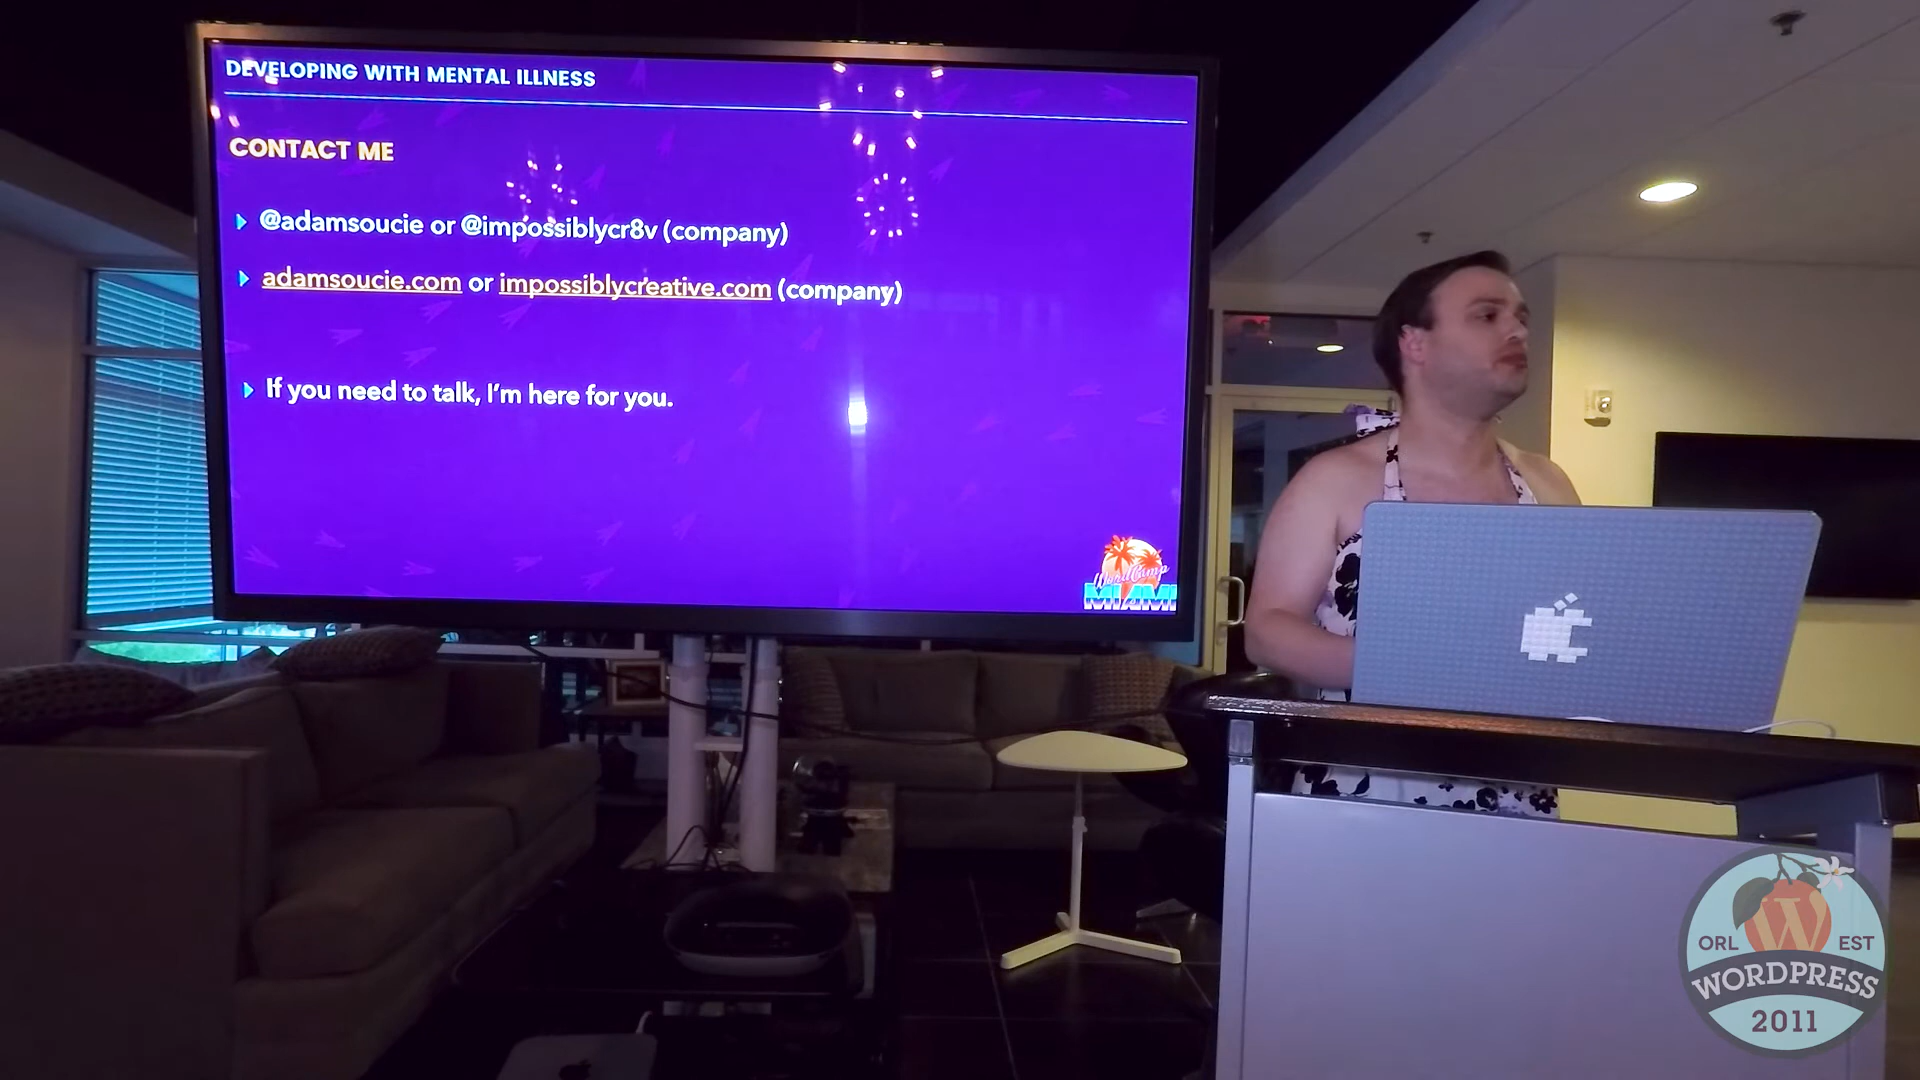 DEVELOPING WITH MENTAL ILLNESS
CONTACT ME
@adamsoucie or @impossiblycr8v (company)
adamsoucie.com or impossiblycreative.com (company)
If you need to talk, I'm here for you.
WordCamp
MIAMI
W
ORL EST
WORDPRESS
2011